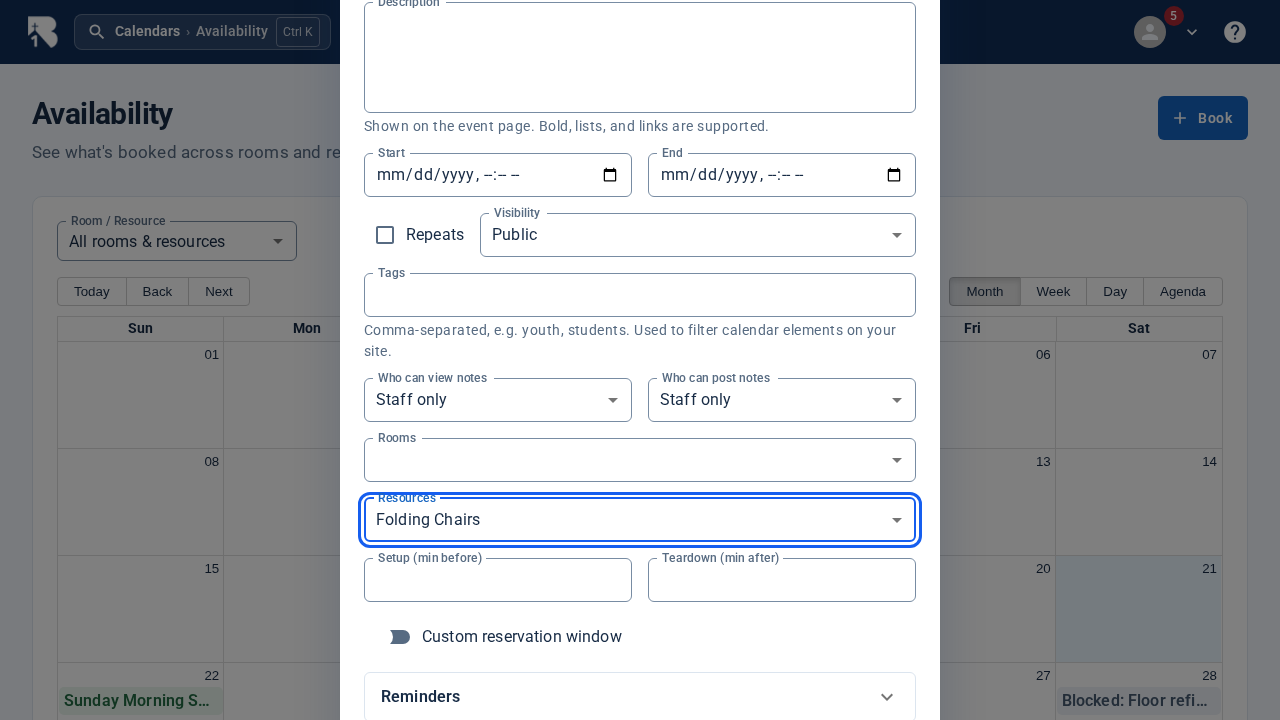 Calendars › Availability Ctrl K
5
Availability
See what's booked across rooms and re
Book
Room / Resource
All rooms & resources
Today Back Next
Month Week Day Agenda
Sun Mon Fri Sat
01 06 07
08 13 14
15 20 21
22 27 28
Sunday Morning S...
Blocked: Floor refi...
Description
Shown on the event page. Bold, lists, and links are supported.
Start End
mm/dd/yyyy, --:-- -- mm/dd/yyyy, --:-- --
Repeats
Visibility
Public
Tags
Comma-separated, e.g. youth, students. Used to filter calendar elements on your
site.
Who can view notes Who can post notes
Staff only Staff only
Rooms
Resources
Folding Chairs
Setup (min before) Teardown (min after)
Custom reservation window
Reminders